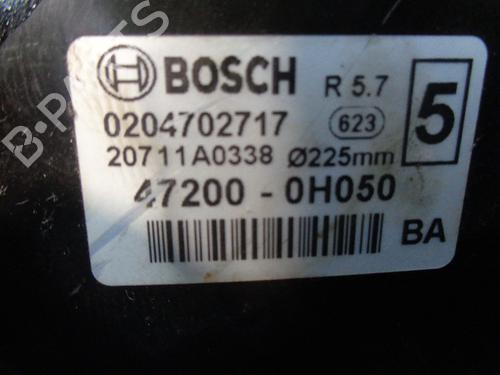 BOSCH R 5.7
0204702717 623 5
20711A0338 Ø225mm
47200 - 0H050
BA
B-PARTS